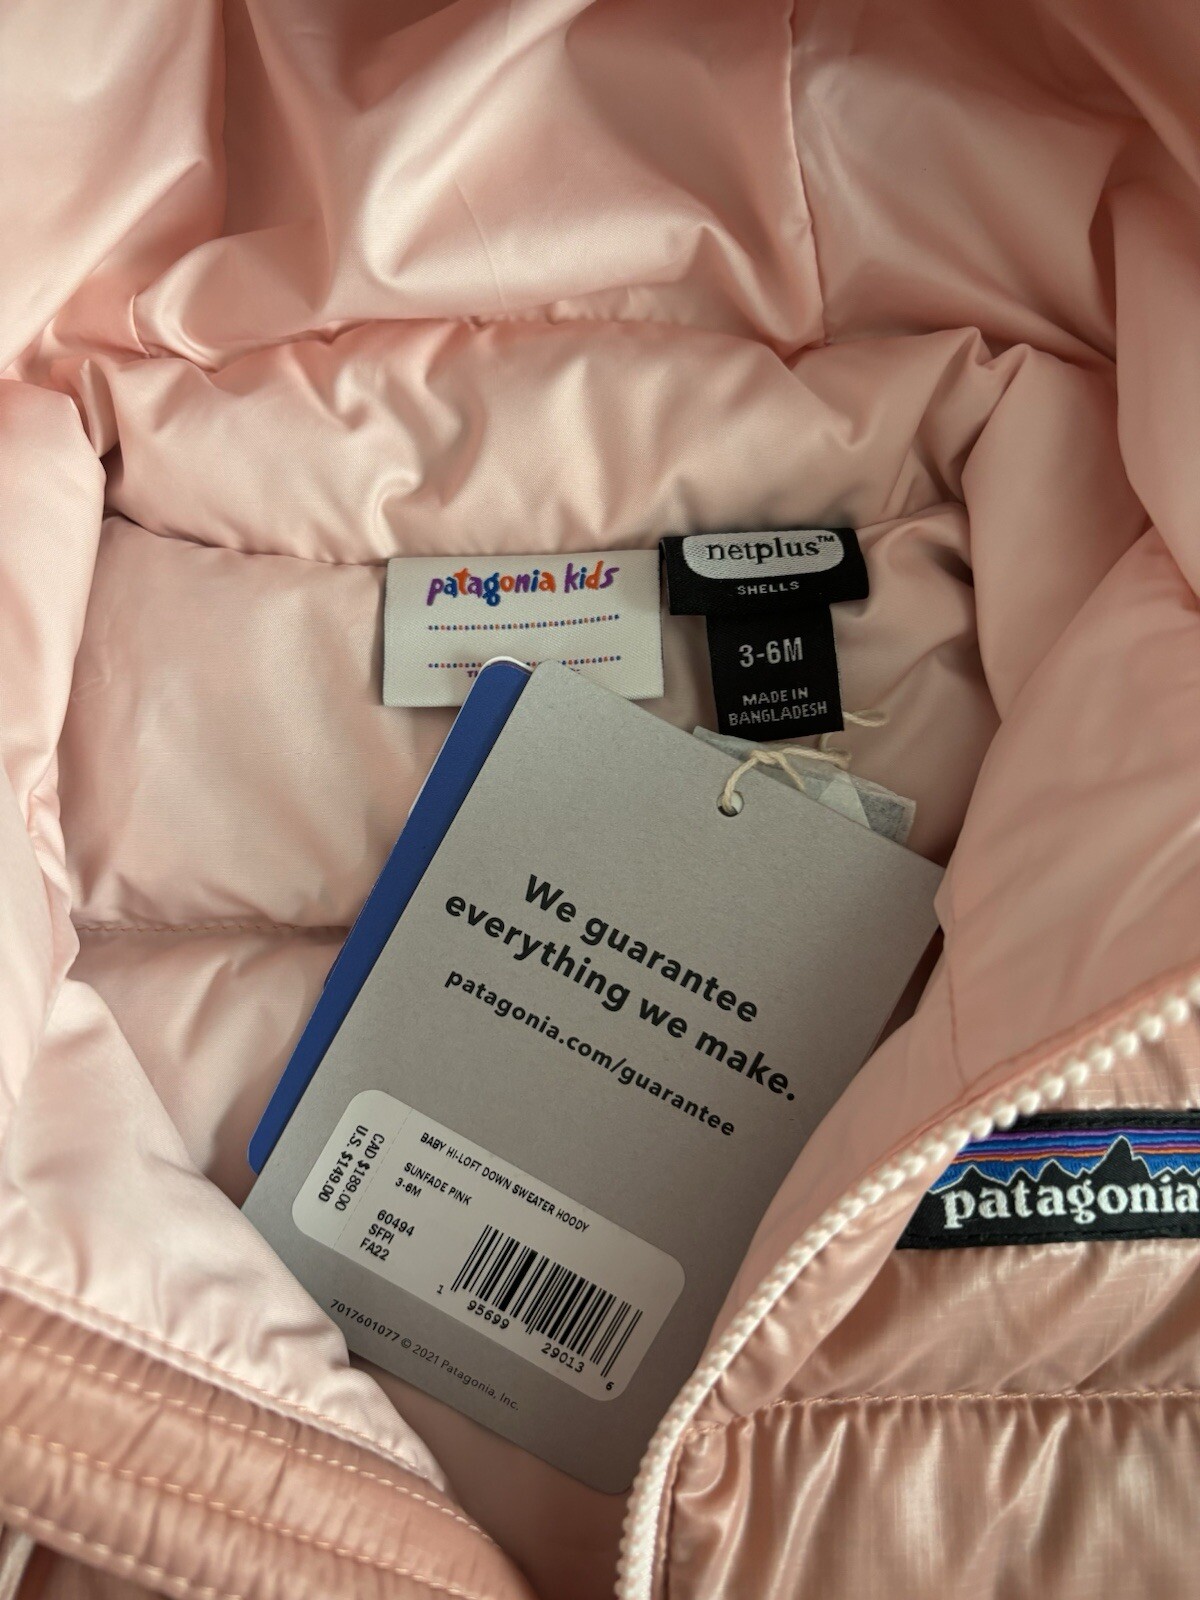 patagonia kids
netplus™
SHELLS
3-6M
MADE IN
BANGLADESH
We guarantee
everything we make.
patagonia.com/guarantee
BABY HI-LOFT DOWN SWEATER HOODY
SUNFADE PINK
3-6M
60494
SFPI
FA22
CAD $189.00
U.S. $149.00
1 95699 29013 6
7017601077 © 2021 Patagonia, Inc.
patagonia